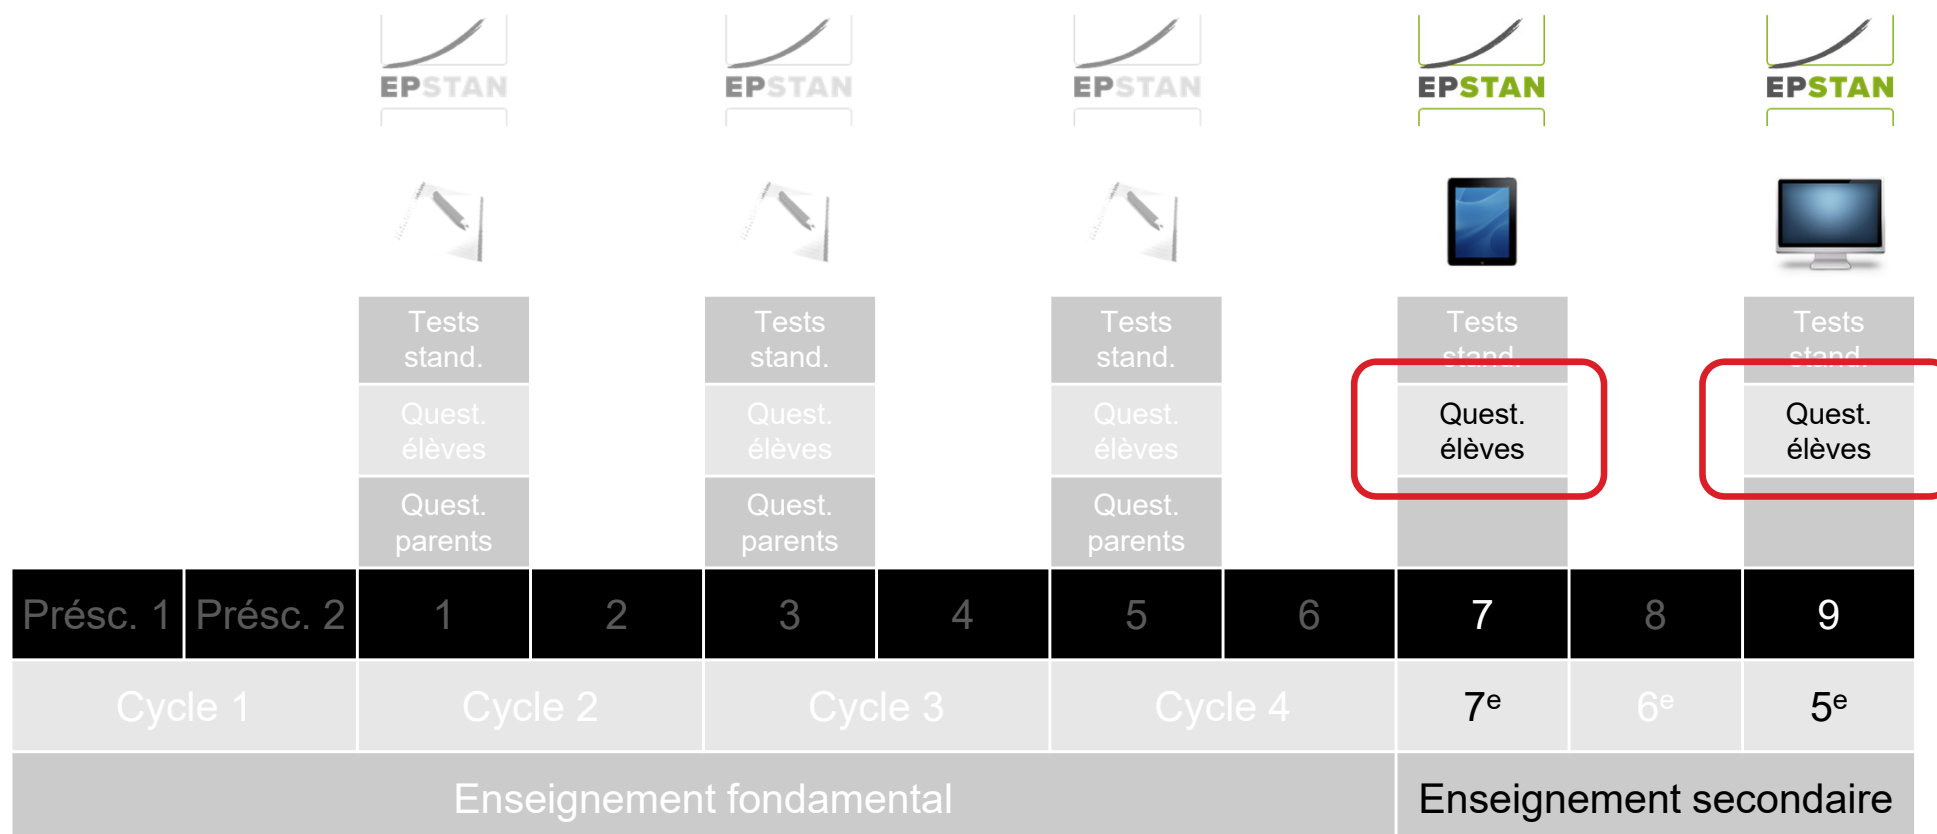 EPSTAN EPSTAN EPSTAN EPSTAN EPSTAN
Tests Tests Tests Tests Tests
stand. stand. stand. stand. stand.
Quest. Quest. Quest. Quest. Quest.
élèves élèves élèves élèves élèves
Quest. Quest. Quest.
parents parents parents
Présc. 1 Présc. 2 1 2 3 4 5 6 7 8 9
Cycle 1 Cycle 2 Cycle 3 Cycle 4 7e 6e 5e
Enseignement fondamental Enseignement secondaire